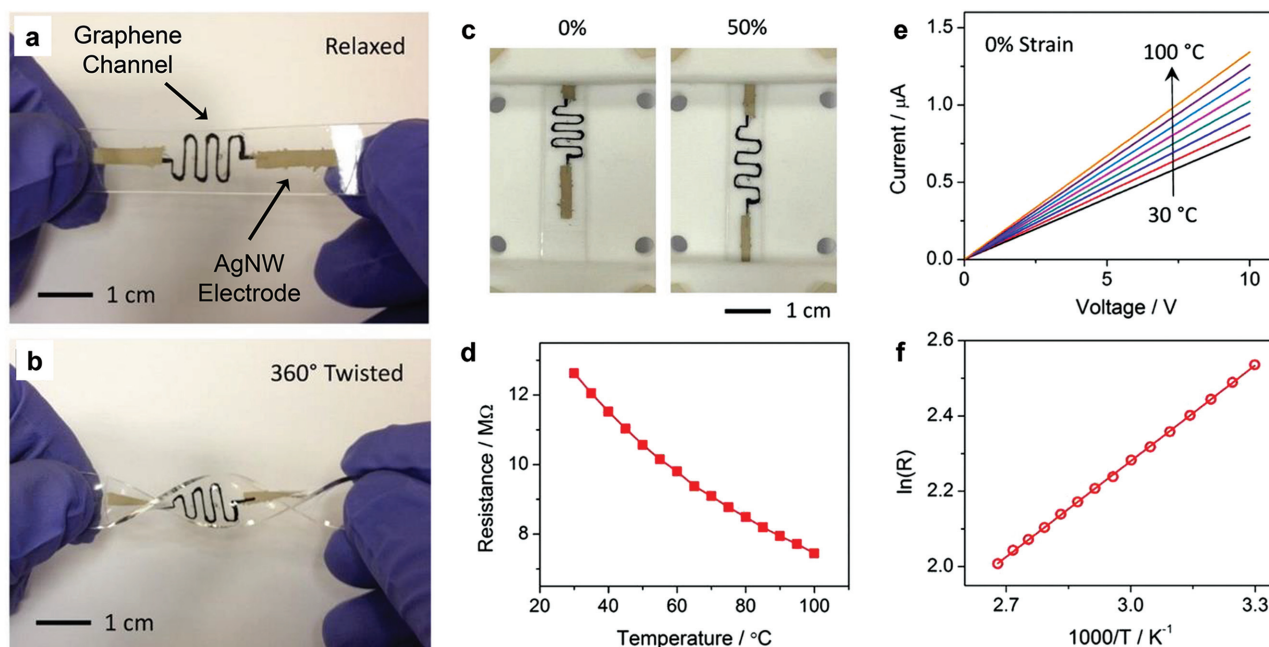 a
Graphene
Channel
Relaxed
AgNW
Electrode
1 cm
b
360° Twisted
1 cm
c
0%
50%
1 cm
d
Resistance / MΩ
12
10
8
20
40
60
80
100
Temperature / °C
e
0% Strain
100 °C
30 °C
Current / μA
1.5
1.0
0.5
0.0
0
5
10
Voltage / V
f
ln(R)
2.6
2.4
2.2
2.0
2.7
3.0
3.3
1000/T / K⁻¹